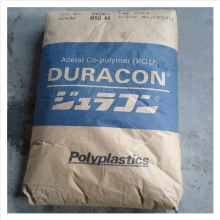 Acetal Co-polymer (POM)
DURACON®
ジュラコン®
Polyplastics